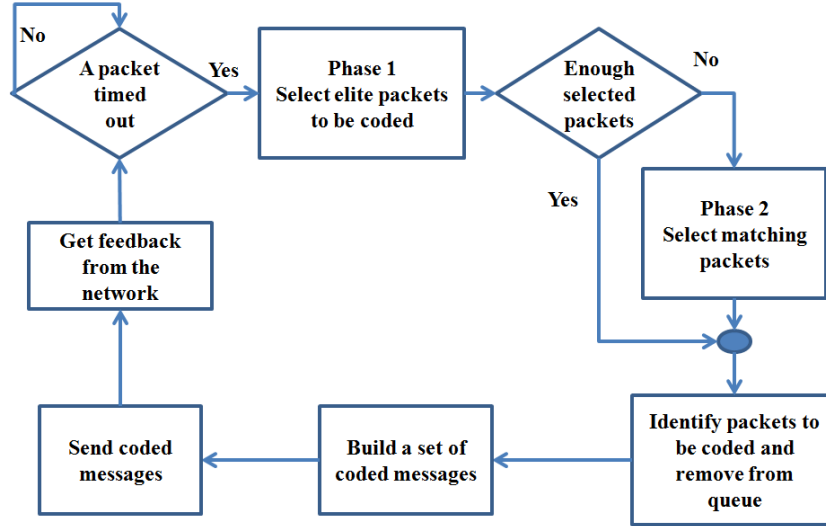 No
A packet
timed
out
Yes
Phase 1
Select elite packets
to be coded
Enough
selected
packets
No
Yes
Phase 2
Select matching
packets
Identify packets to
be coded and
remove from
queue
Build a set of
coded messages
Send coded
messages
Get feedback
from the
network